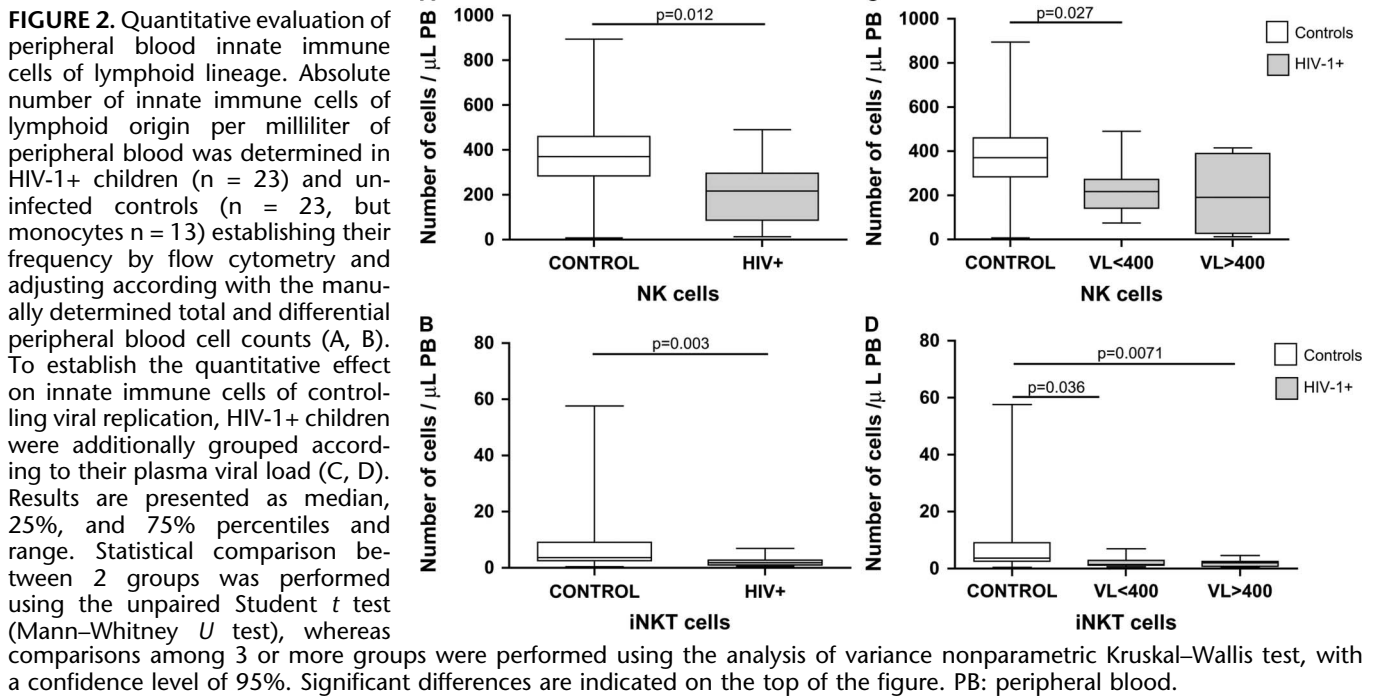 FIGURE 2. Quantitative evaluation of
peripheral blood innate immune
cells of lymphoid lineage. Absolute
number of innate immune cells of
lymphoid origin per milliliter of
peripheral blood was determined in
HIV-1+ children (n = 23) and un-
infected controls (n = 23, but
monocytes n = 13) establishing their
frequency by flow cytometry and
adjusting according with the manu-
ally determined total and differential
peripheral blood cell counts (A, B).
To establish the quantitative effect
on innate immune cells of control-
ling viral replication, HIV-1+ children
were additionally grouped accord-
ing to their plasma viral load (C, D).
Results are presented as median,
25%, and 75% percentiles and
range. Statistical comparison be-
tween 2 groups was performed
using the unpaired Student t test
(Mann–Whitney U test), whereas
comparisons among 3 or more groups were performed using the analysis of variance nonparametric Kruskal–Wallis test, with
a confidence level of 95%. Significant differences are indicated on the top of the figure. PB: peripheral blood.
Number of cells / μL PB
1000
800
600
400
200
0
p=0.012
CONTROL HIV+
NK cells
Number of cells / μL PB
1000
800
600
400
200
0
p=0.027
CONTROL VL<400 VL>400
NK cells
Controls
HIV-1+
B
Number of cells / μL PB
80
60
40
20
0
p=0.003
CONTROL HIV+
iNKT cells
D
Number of cells /μ L PB
80
60
40
20
0
p=0.0071
p=0.036
CONTROL VL<400 VL>400
iNKT cells
Controls
HIV-1+